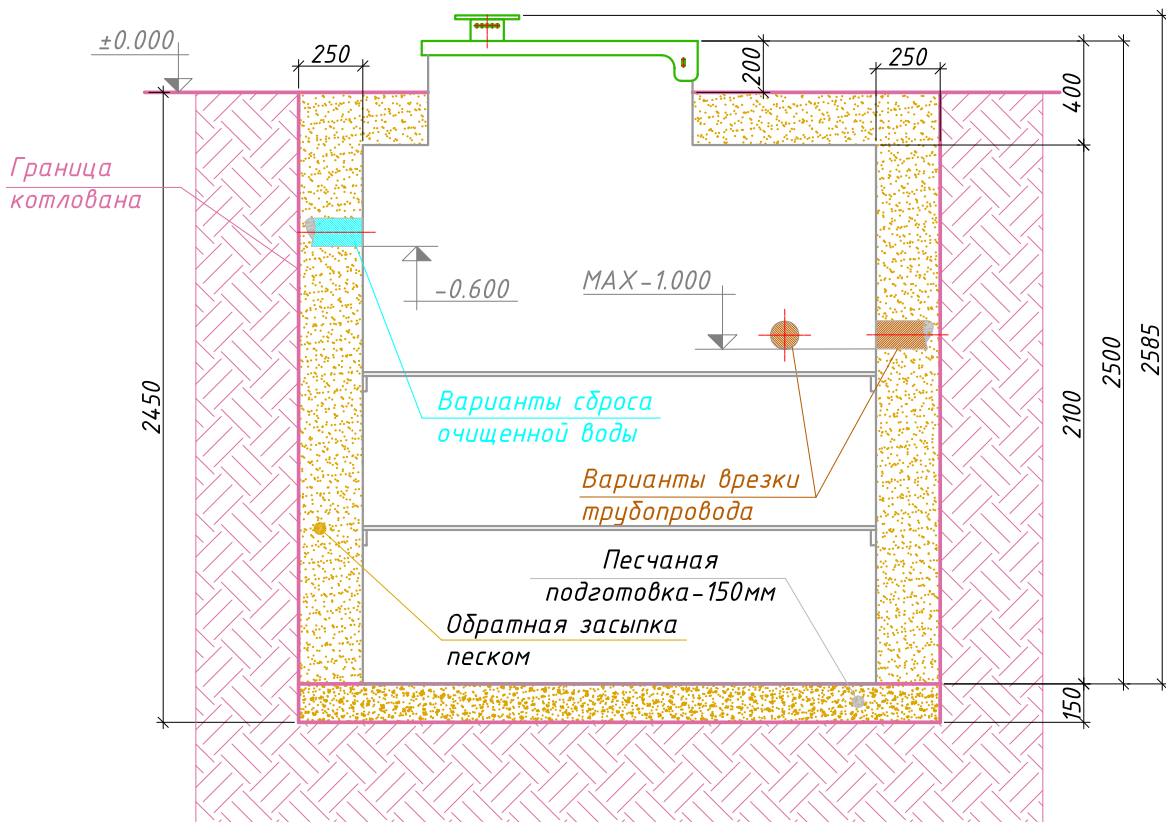 ±0.000
250
200
250
400
Граница
котлована
-0.600
MAX-1.000
2585
2500
2450
2100
Варианты сброса
очищенной воды
Варианты врезки
трубопровода
Песчаная
подготовка-150мм
Обратная засыпка
песком
150